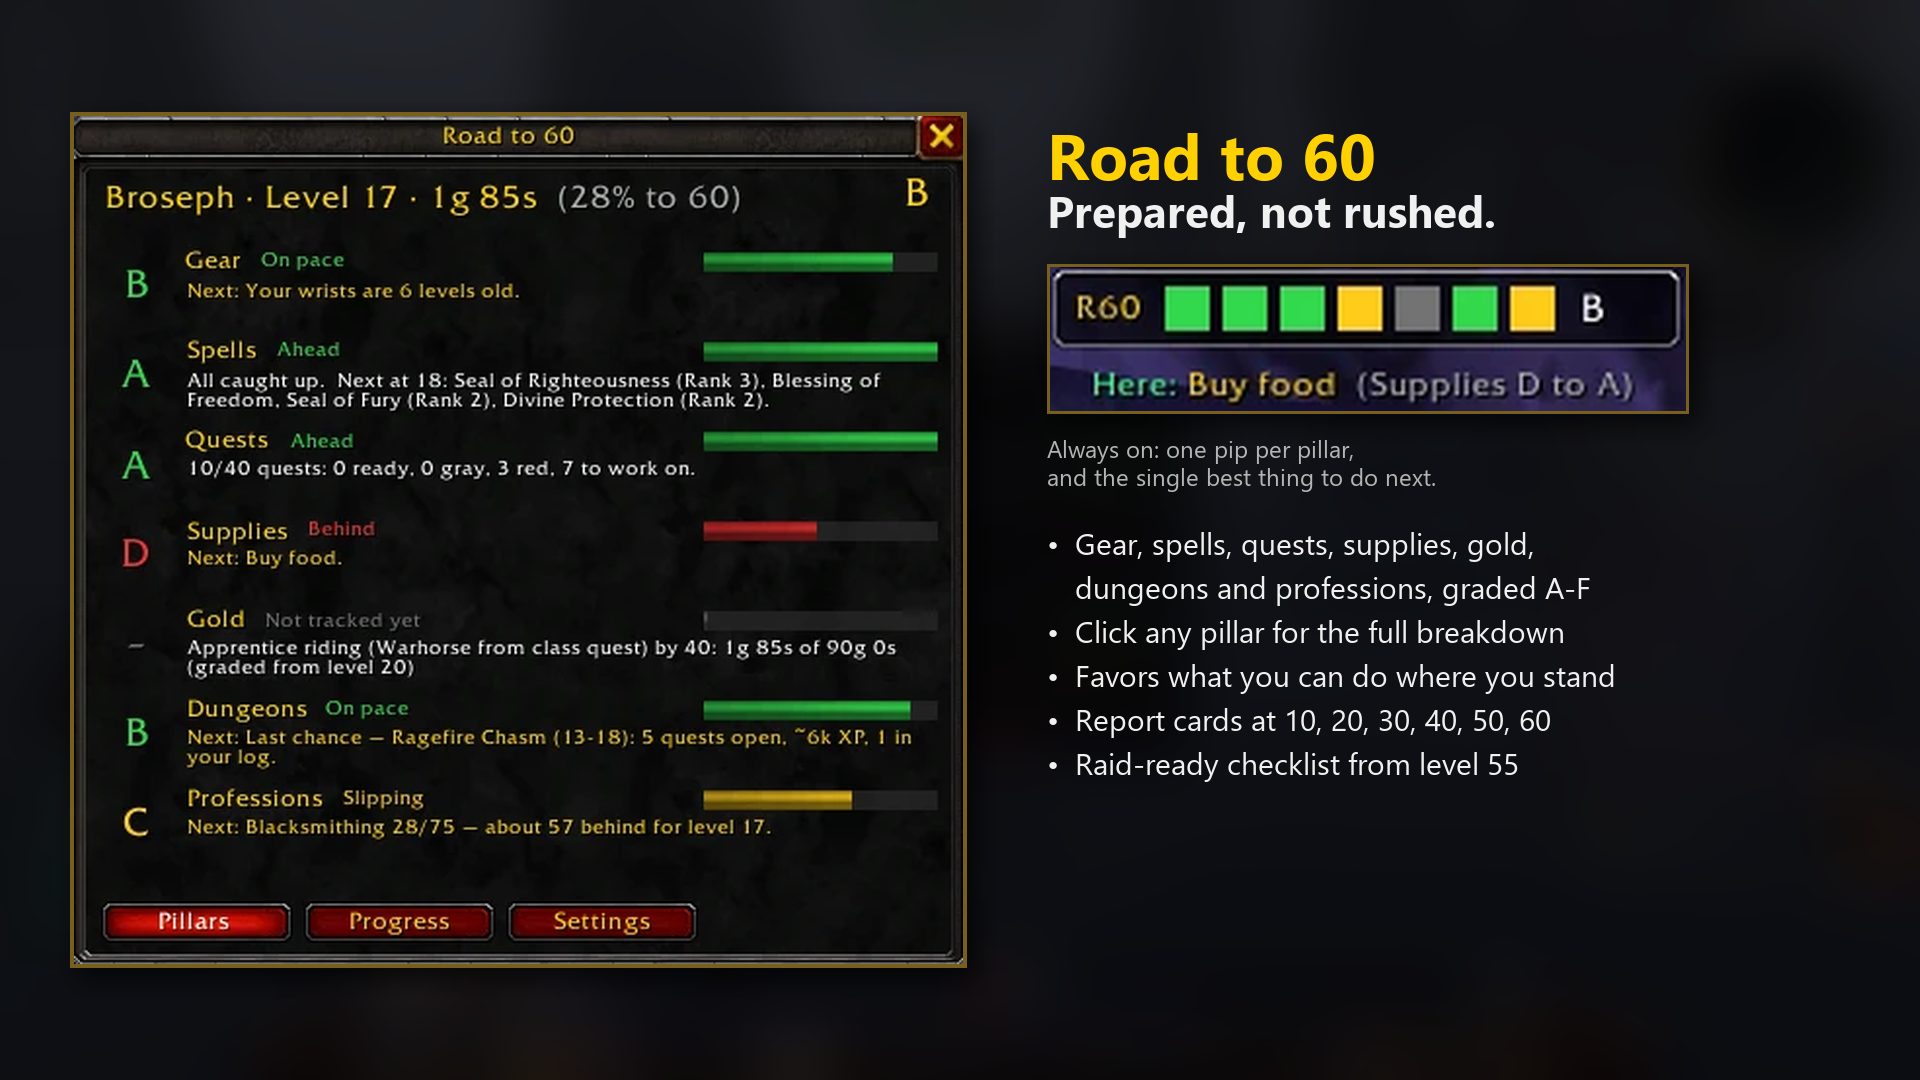 Road to 60
Broseph · Level 17 · 1g 85s (28% to 60)
B
B
Gear On pace
Next: Your wrists are 6 levels old.
A
Spells Ahead
All caught up. Next at 18: Seal of Righteousness (Rank 3), Blessing of
Freedom, Seal of Fury (Rank 2), Divine Protection (Rank 2).
A
Quests Ahead
10/40 quests: 0 ready, 0 gray, 3 red, 7 to work on.
D
Supplies Behind
Next: Buy food.
–
Gold Not tracked yet
Apprentice riding (Warhorse from class quest) by 40: 1g 85s of 90g 0s
(graded from level 20)
B
Dungeons On pace
Next: Last chance — Ragefire Chasm (13-18): 5 quests open, ~6k XP, 1 in
your log.
C
Professions Slipping
Next: Blacksmithing 28/75 — about 57 behind for level 17.
Pillars
Progress
Settings
Road to 60
Prepared, not rushed.
R60 B
Here: Buy food (Supplies D to A)
Always on: one pip per pillar,
and the single best thing to do next.
• Gear, spells, quests, supplies, gold,
dungeons and professions, graded A-F
• Click any pillar for the full breakdown
• Favors what you can do where you stand
• Report cards at 10, 20, 30, 40, 50, 60
• Raid-ready checklist from level 55